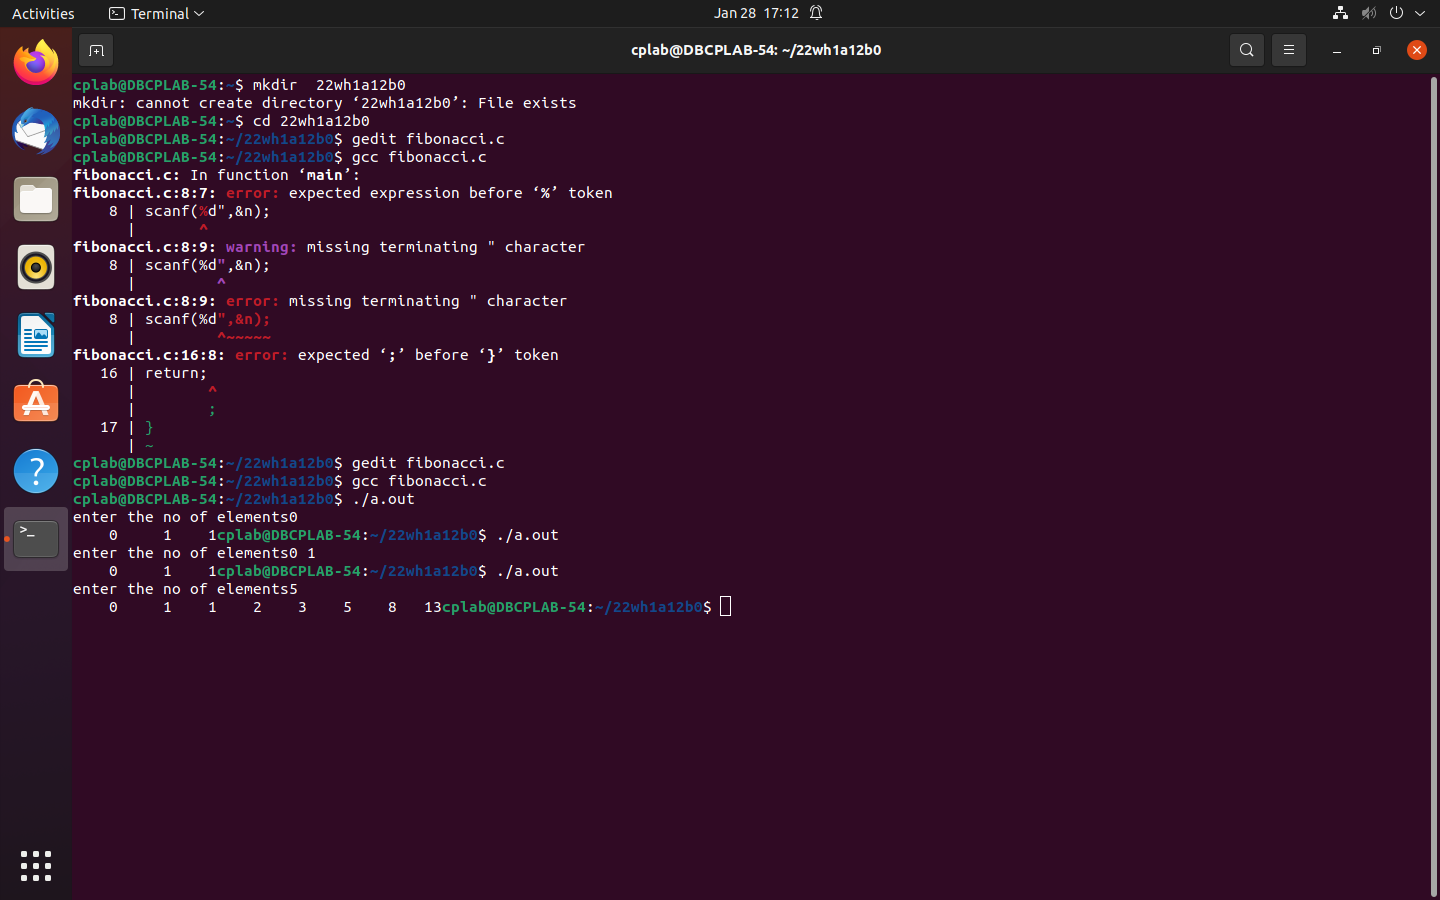 Activities Terminal Jan 28 17:12
cplab@DBCPLAB-54: ~/22wh1a12b0
cplab@DBCPLAB-54:~$ mkdir  22wh1a12b0
mkdir: cannot create directory ‘22wh1a12b0’: File exists
cplab@DBCPLAB-54:~$ cd 22wh1a12b0
cplab@DBCPLAB-54:~/22wh1a12b0$ gedit fibonacci.c
cplab@DBCPLAB-54:~/22wh1a12b0$ gcc fibonacci.c
fibonacci.c: In function ‘main’:
fibonacci.c:8:7: error: expected expression before ‘%’ token
    8 | scanf(%d",&n);
      |       ^
fibonacci.c:8:9: warning: missing terminating " character
    8 | scanf(%d",&n);
      |         ^
fibonacci.c:8:9: error: missing terminating " character
    8 | scanf(%d",&n);
      |         ^~~~~~
fibonacci.c:16:8: error: expected ‘;’ before ‘}’ token
   16 | return;
      |        ^
      |        ;
   17 | }
      | ~
cplab@DBCPLAB-54:~/22wh1a12b0$ gedit fibonacci.c
cplab@DBCPLAB-54:~/22wh1a12b0$ gcc fibonacci.c
cplab@DBCPLAB-54:~/22wh1a12b0$ ./a.out
enter the no of elements0
    0     1    1cplab@DBCPLAB-54:~/22wh1a12b0$ ./a.out
enter the no of elements0 1
    0     1    1cplab@DBCPLAB-54:~/22wh1a12b0$ ./a.out
enter the no of elements5
    0     1    1    2    3    5    8   13cplab@DBCPLAB-54:~/22wh1a12b0$